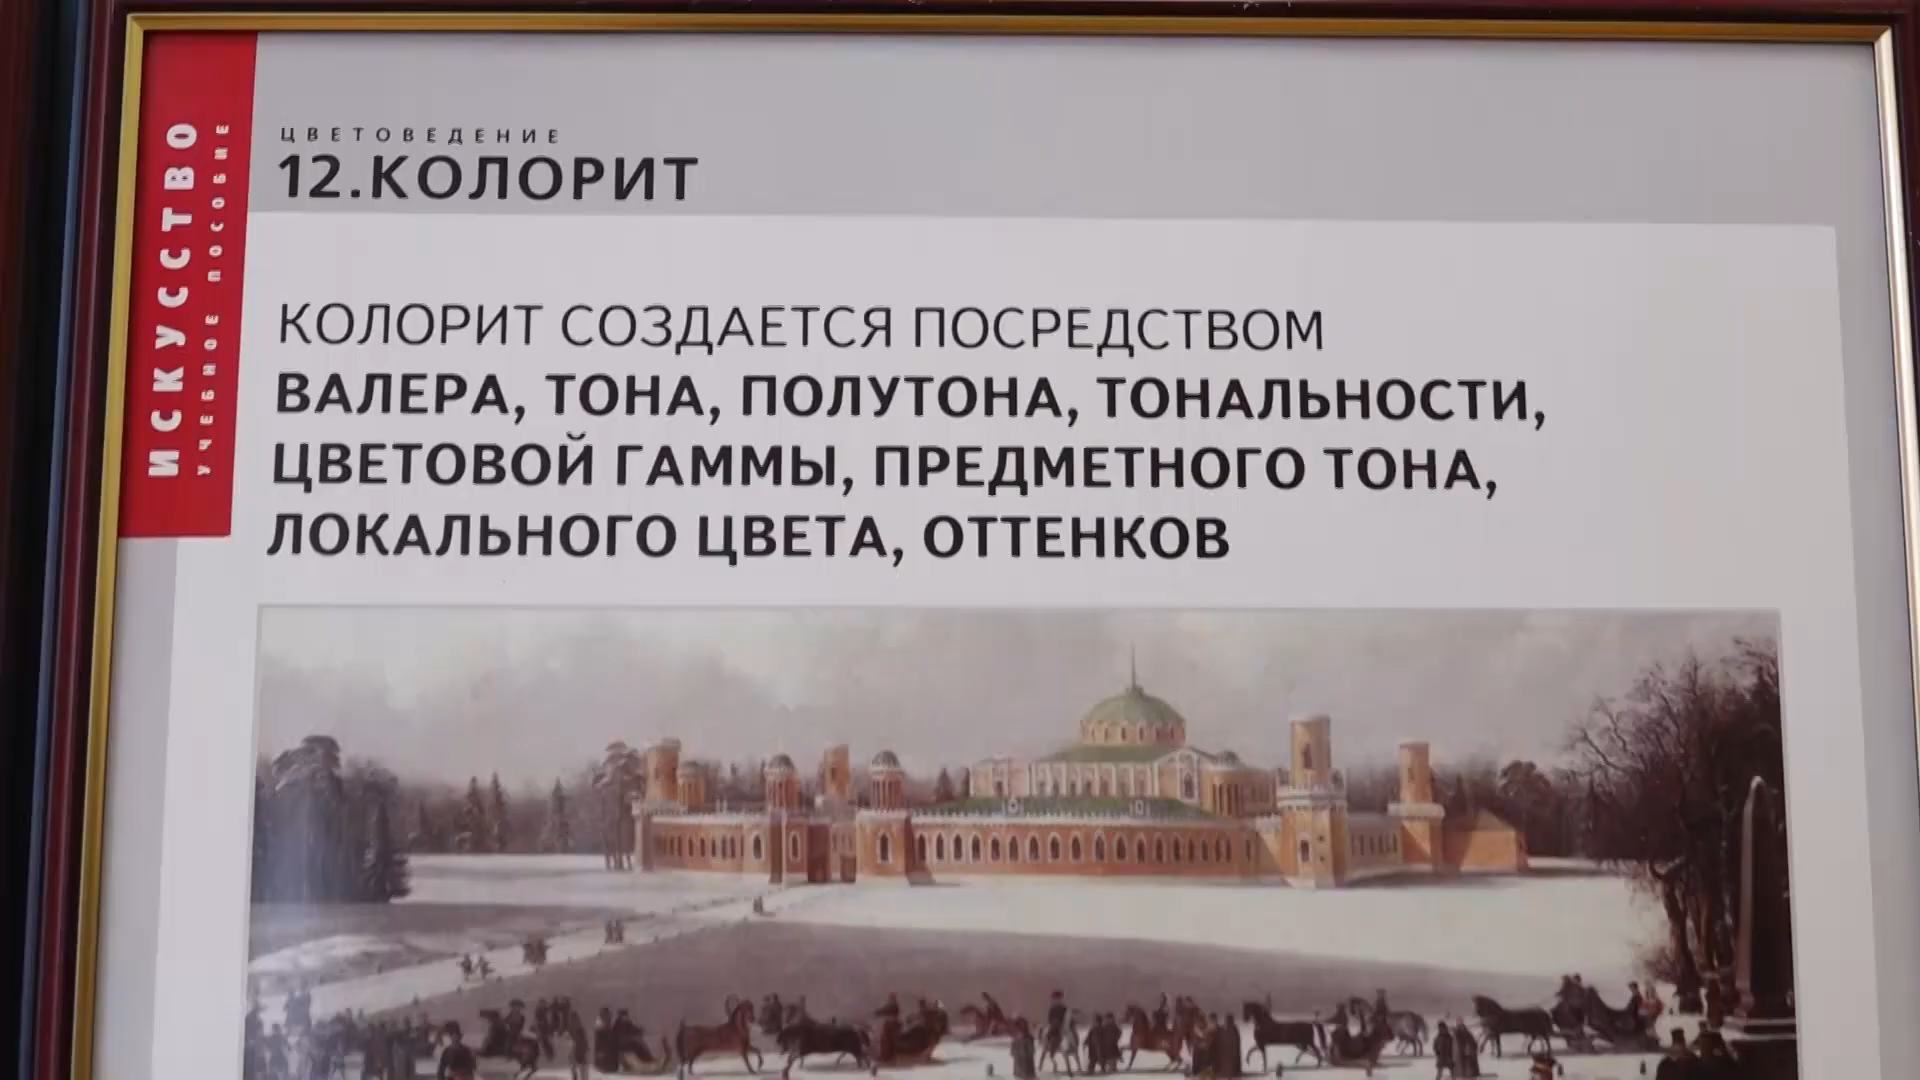 ИСКУССТВО
УЧЕБНОЕ ПОСОБИЕ
ЦВЕТОВЕДЕНИЕ
12.КОЛОРИТ
КОЛОРИТ СОЗДАЕТСЯ ПОСРЕДСТВОМ
ВАЛЕРА, ТОНА, ПОЛУТОНА, ТОНАЛЬНОСТИ,
ЦВЕТОВОЙ ГАММЫ, ПРЕДМЕТНОГО ТОНА,
ЛОКАЛЬНОГО ЦВЕТА, ОТТЕНКОВ